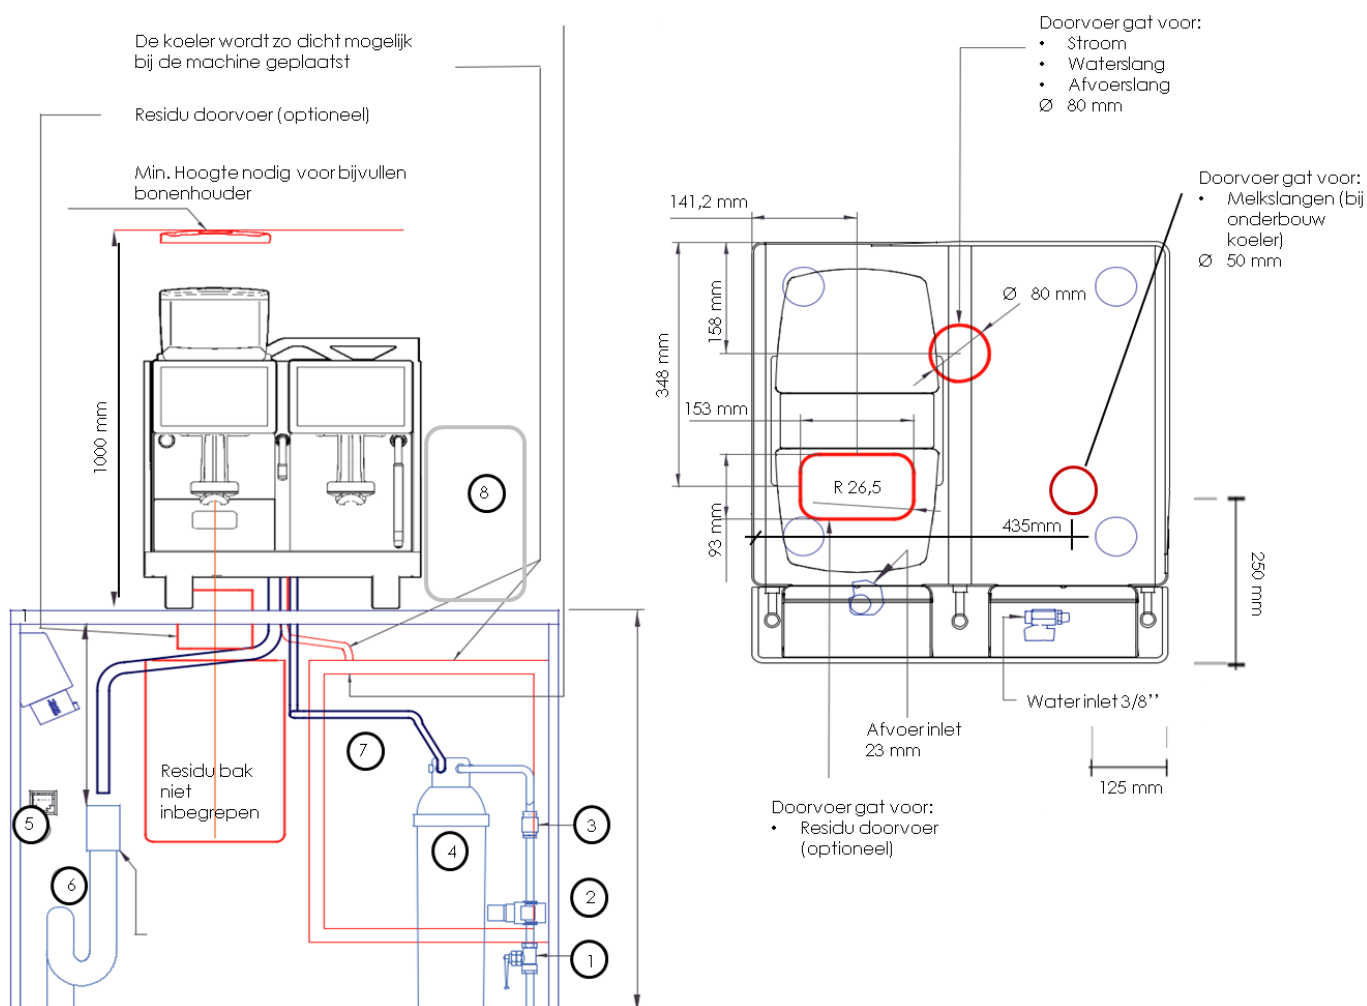 De koeler wordt zo dicht mogelijk
bij de machine geplaatst
Residu doorvoer (optioneel)
Min. Hoogte nodig voor bijvullen
bonenhouder
1000 mm
8
Residu bak
niet
inbegrepen
7
5
6
4
3
2
1
Doorvoer gat voor:
• Stroom
• Waterslang
• Afvoerslang
Ø 80 mm
Doorvoer gat voor:
• Melkslangen (bij
onderbouw
koeler)
Ø 50 mm
141,2 mm
158 mm
348 mm
Ø 80 mm
153 mm
R 26,5
93 mm
435mm
250 mm
Water inlet 3/8’’
Afvoer inlet
23 mm
125 mm
Doorvoer gat voor:
• Residu doorvoer
(optioneel)